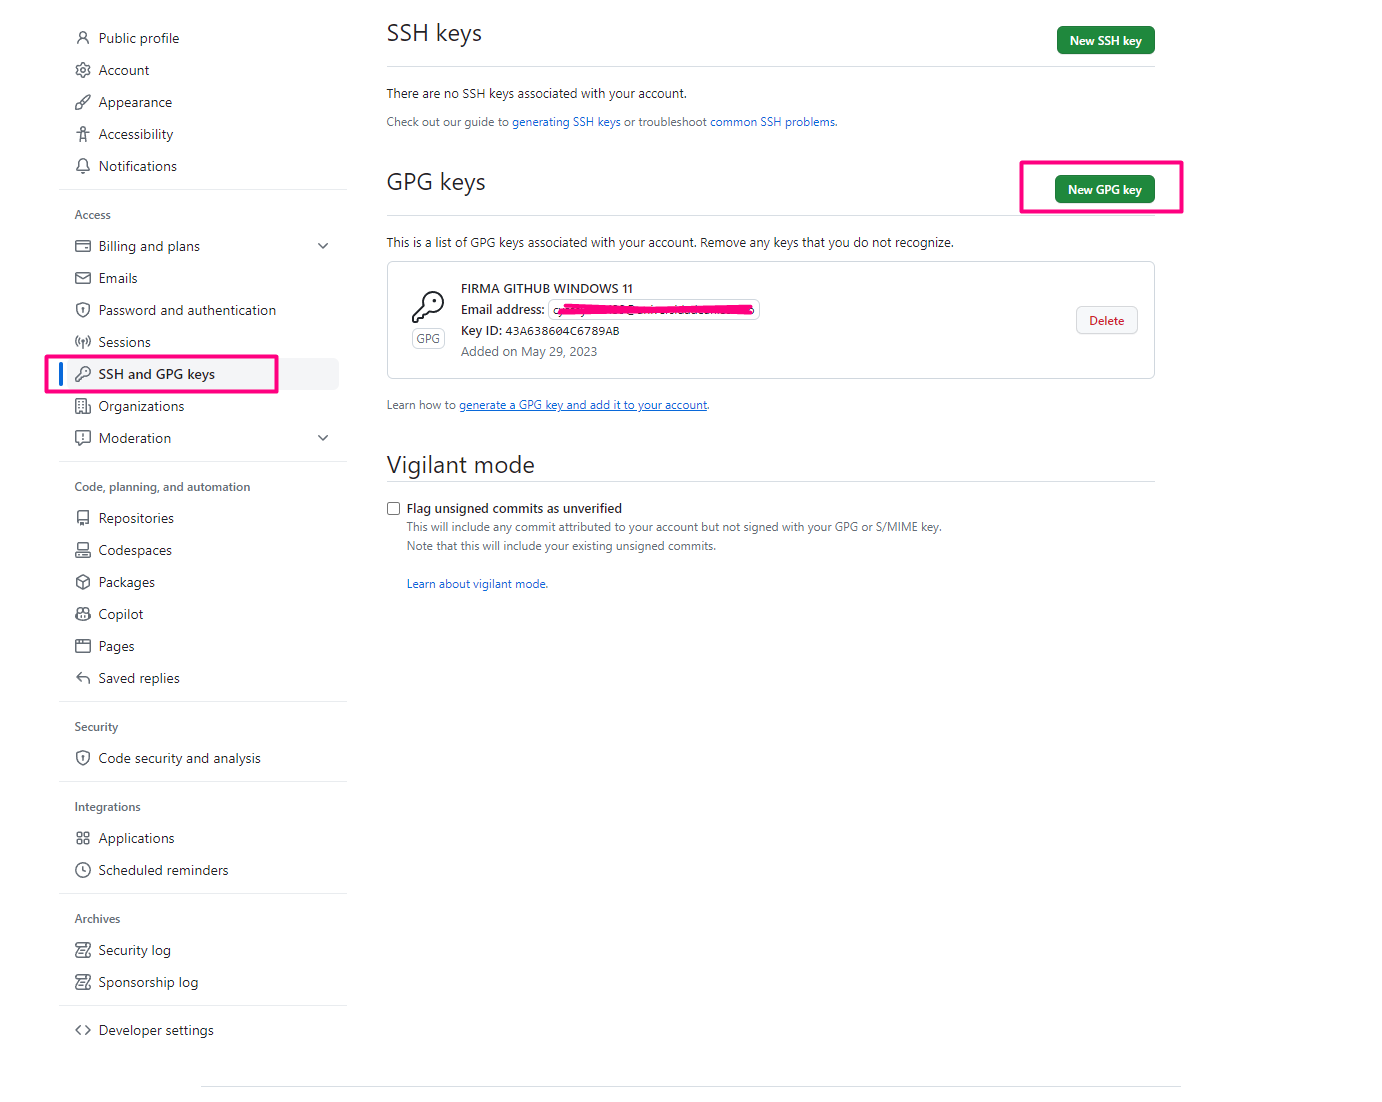 Public profile
Account
Appearance
Accessibility
Notifications
Access
Billing and plans
Emails
Password and authentication
Sessions
SSH and GPG keys
Organizations
Moderation
Code, planning, and automation
Repositories
Codespaces
Packages
Copilot
Pages
Saved replies
Security
Code security and analysis
Integrations
Applications
Scheduled reminders
Archives
Security log
Sponsorship log
Developer settings
SSH keys
New SSH key
There are no SSH keys associated with your account.
Check out our guide to generating SSH keys or troubleshoot common SSH problems.
GPG keys
New GPG key
This is a list of GPG keys associated with your account. Remove any keys that you do not recognize.
FIRMA GITHUB WINDOWS 11
Email address:
Key ID: 43A638604C6789AB
GPG
Added on May 29, 2023
Delete
Learn how to generate a GPG key and add it to your account.
Vigilant mode
Flag unsigned commits as unverified
This will include any commit attributed to your account but not signed with your GPG or S/MIME key.
Note that this will include your existing unsigned commits.
Learn about vigilant mode.